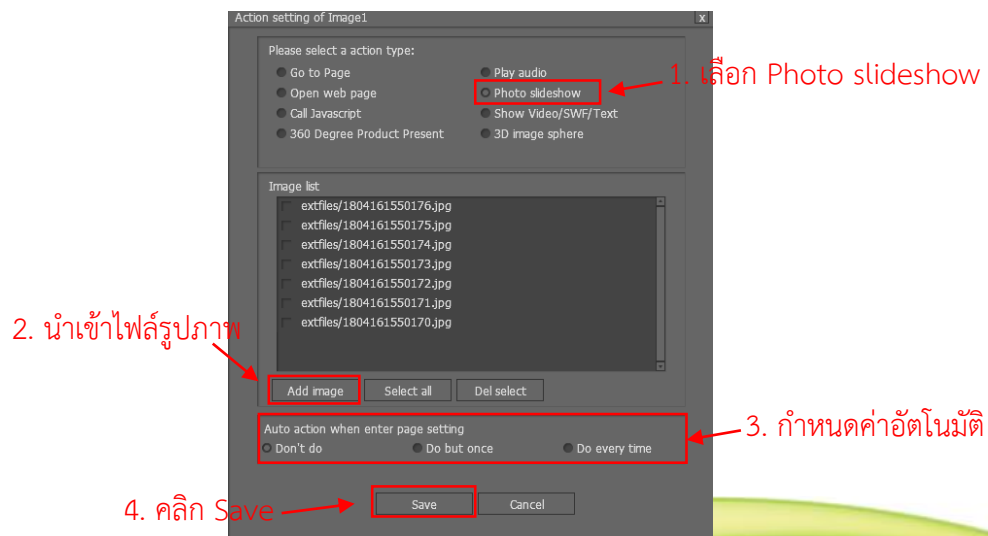 Action setting of Image1
x
Please select a action type:
Go to Page
Play audio
1. เลือก Photo slideshow
Open web page
Photo slideshow
Call Javascript
Show Video/SWF/Text
360 Degree Product Present
3D image sphere
Image list
extfiles/1804161550176.jpg
extfiles/1804161550175.jpg
extfiles/1804161550174.jpg
extfiles/1804161550173.jpg
extfiles/1804161550172.jpg
extfiles/1804161550171.jpg
extfiles/1804161550170.jpg
2. นำเข้าไฟล์รูปภาพ
Add image
Select all
Del select
Auto action when enter page setting
3. กำหนดค่าอัตโนมัติ
Don't do
Do but once
Do every time
4. คลิก Save
Save
Cancel